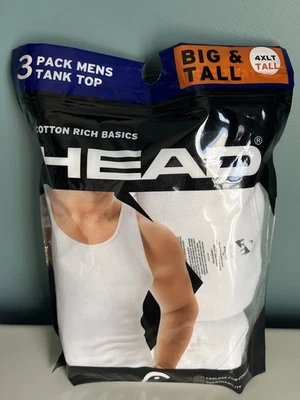 3 PACK MENS
TANK TOP
BIG &
TALL
4XLT
TALL
COTTON RICH BASICS
HEAD®